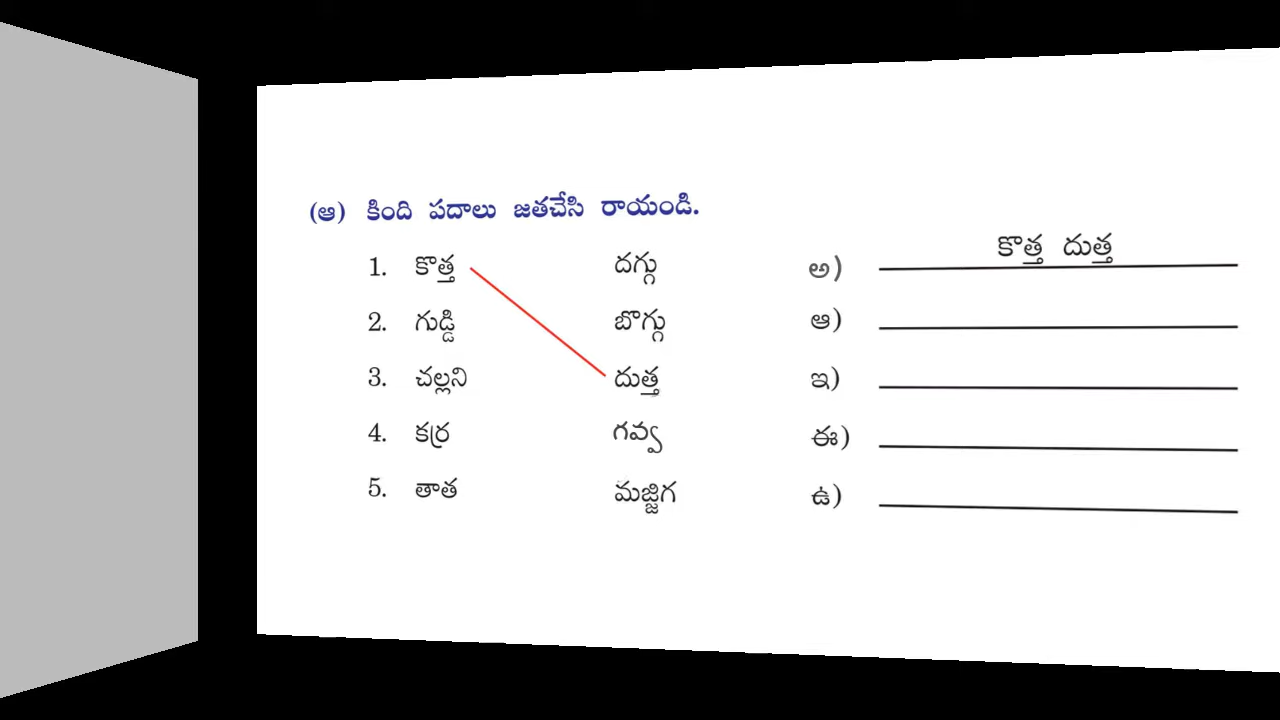 (ఆ) కింది పదాలు జతచేసి రాయండి.
1. కొత్త దగ్గు అ) కొత్త దుత్త
2. గుడ్డి బొగ్గు ఆ)
3. చల్లని దుత్త ఇ)
4. కర్ర గవ్వ ఈ)
5. తాత మజ్జిగ ఉ)